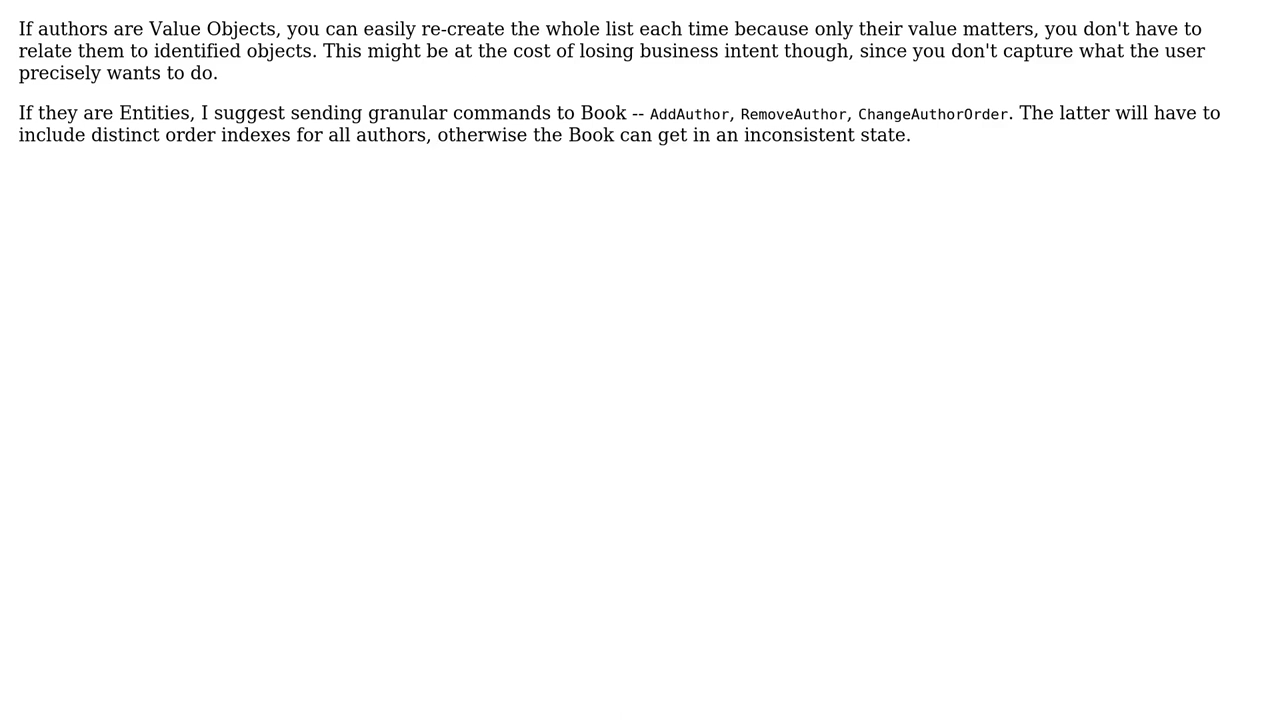 If authors are Value Objects, you can easily re-create the whole list each time because only their value matters, you don't have to
relate them to identified objects. This might be at the cost of losing business intent though, since you don't capture what the user
precisely wants to do.
If they are Entities, I suggest sending granular commands to Book -- AddAuthor, RemoveAuthor, ChangeAuthorOrder. The latter will have to
include distinct order indexes for all authors, otherwise the Book can get in an inconsistent state.